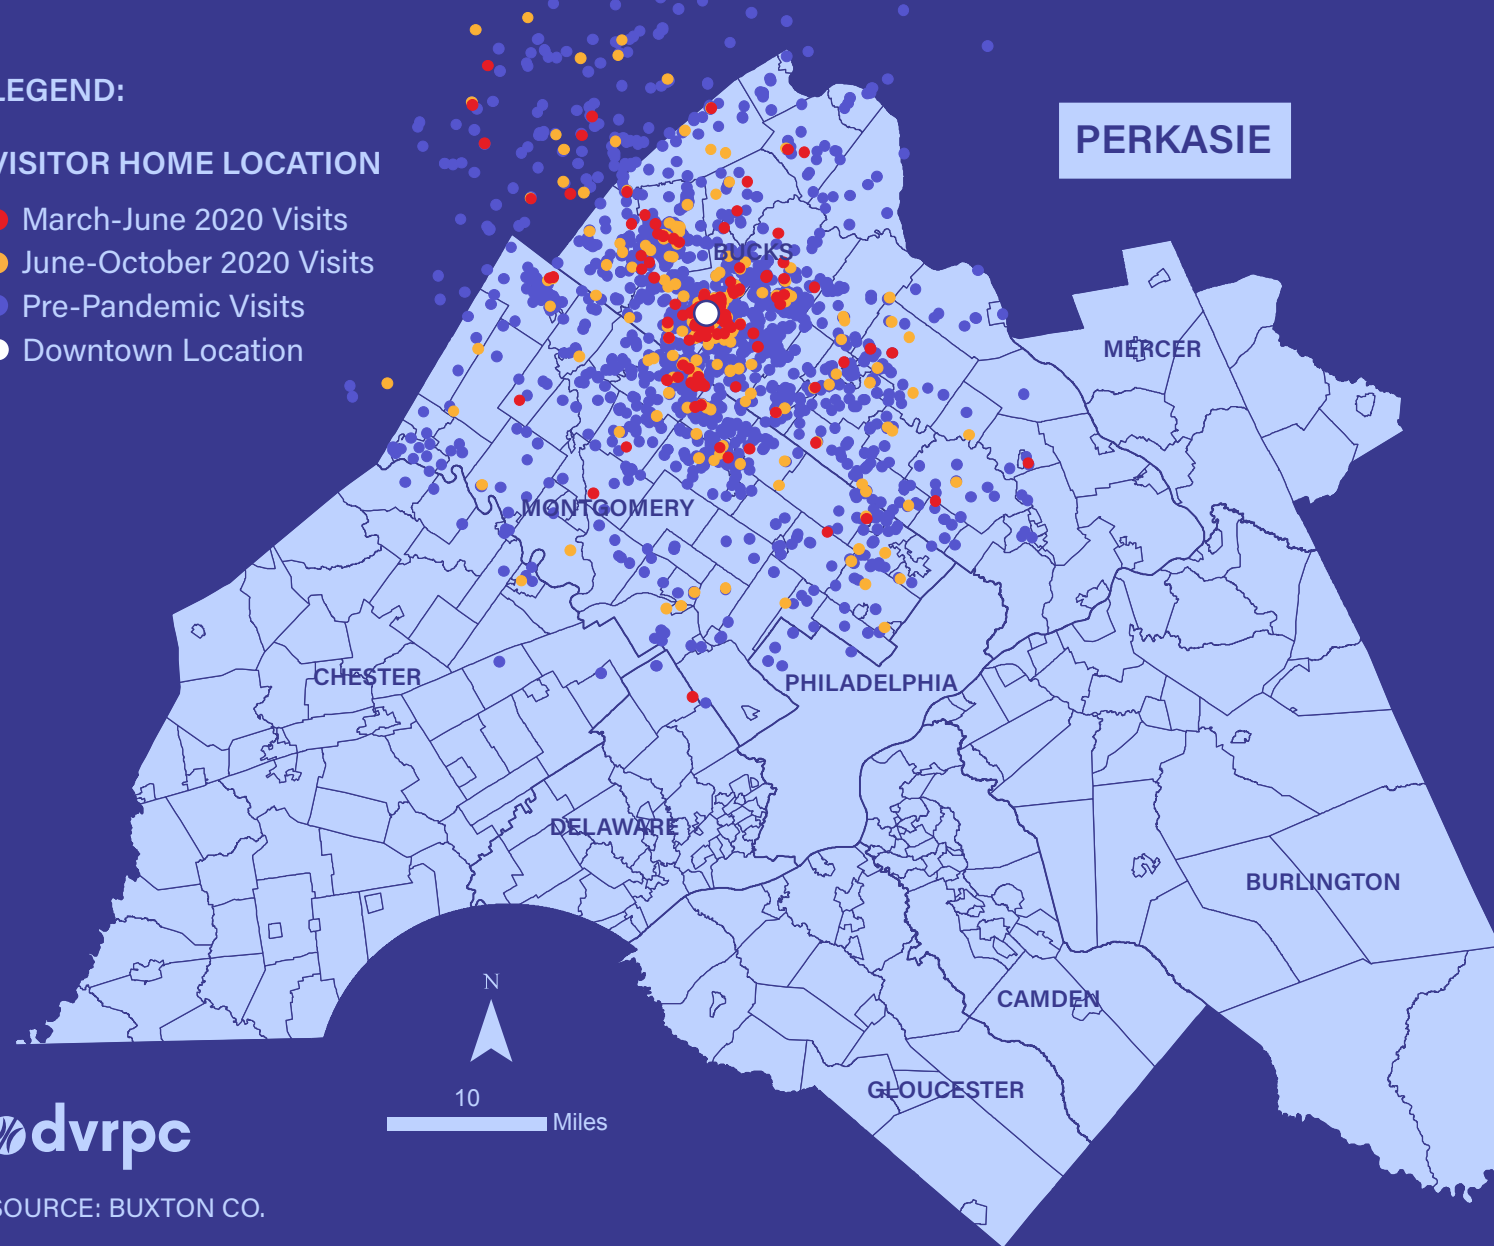 LEGEND:
VISITOR HOME LOCATION
March-June 2020 Visits
June-October 2020 Visits
Pre-Pandemic Visits
Downtown Location
PERKASIE
BUCKS
MERCER
MONTGOMERY
CHESTER
PHILADELPHIA
DELAWARE
BURLINGTON
CAMDEN
GLOUCESTER
N
10
Miles
dvrpc
SOURCE: BUXTON CO.